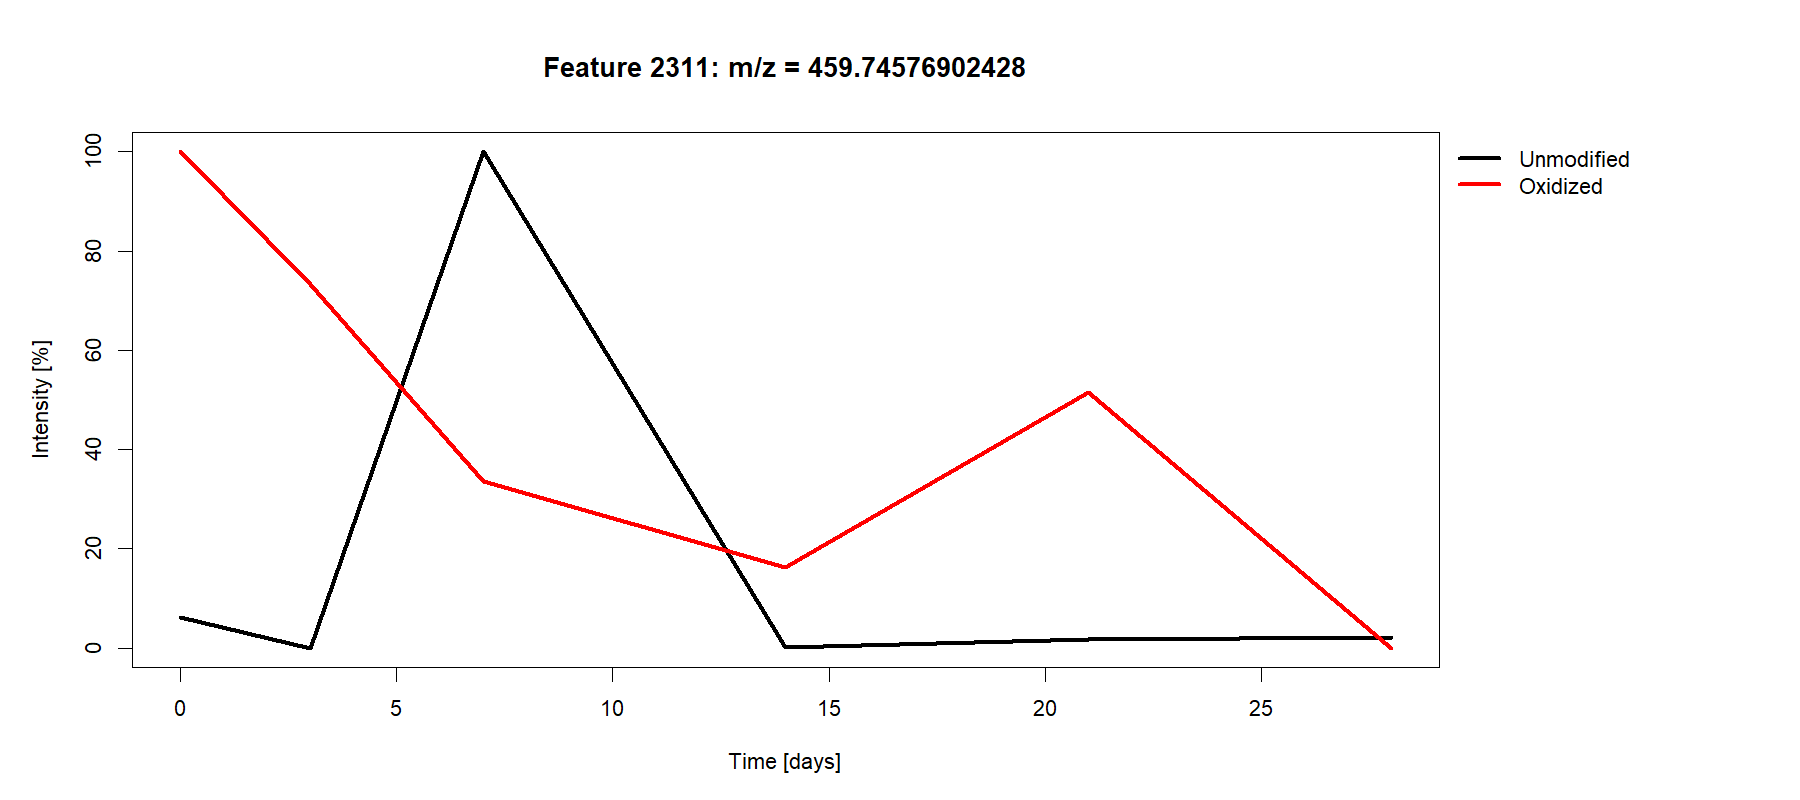 Feature 2311: m/z = 459.74576902428
Unmodified
Oxidized
Intensity [%]
100
80
60
40
20
0
0 5 10 15 20 25
Time [days]